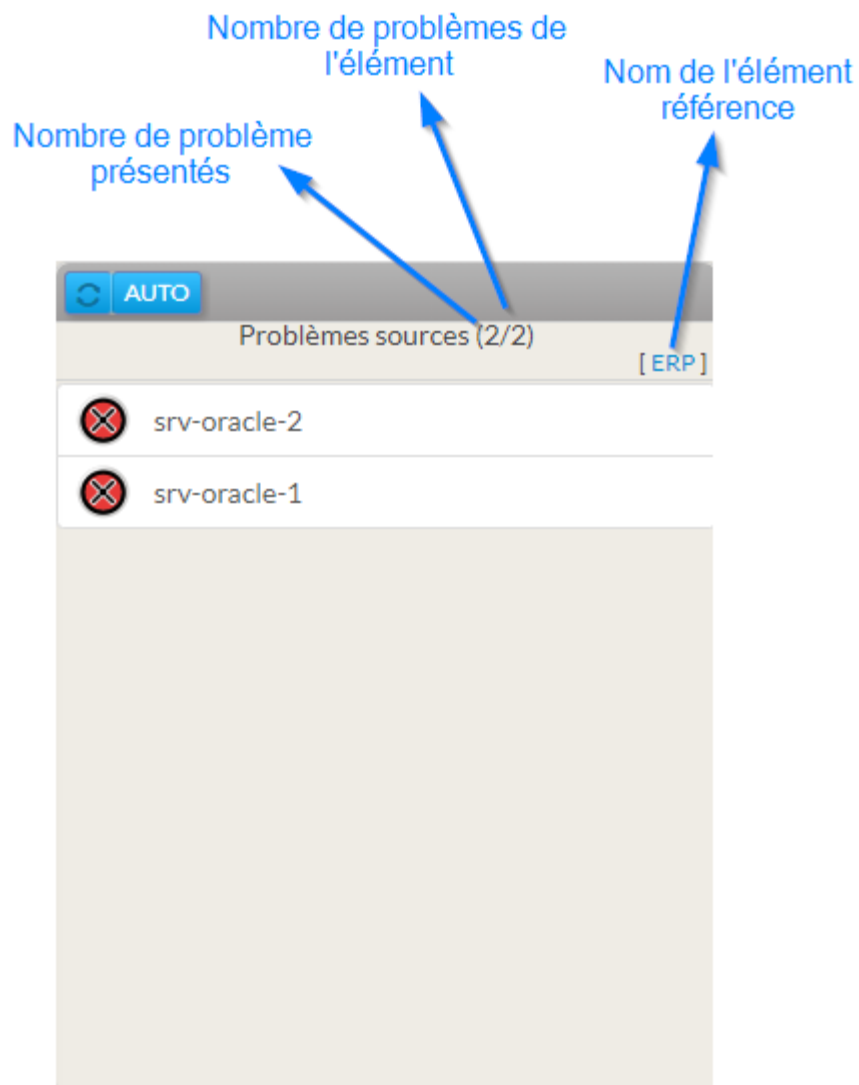 Nombre de problèmes de
l'élément
Nom de l'élément
référence
Nombre de problème
présentés
AUTO
Problèmes sources (2/2)
[ ERP ]
srv-oracle-2
srv-oracle-1